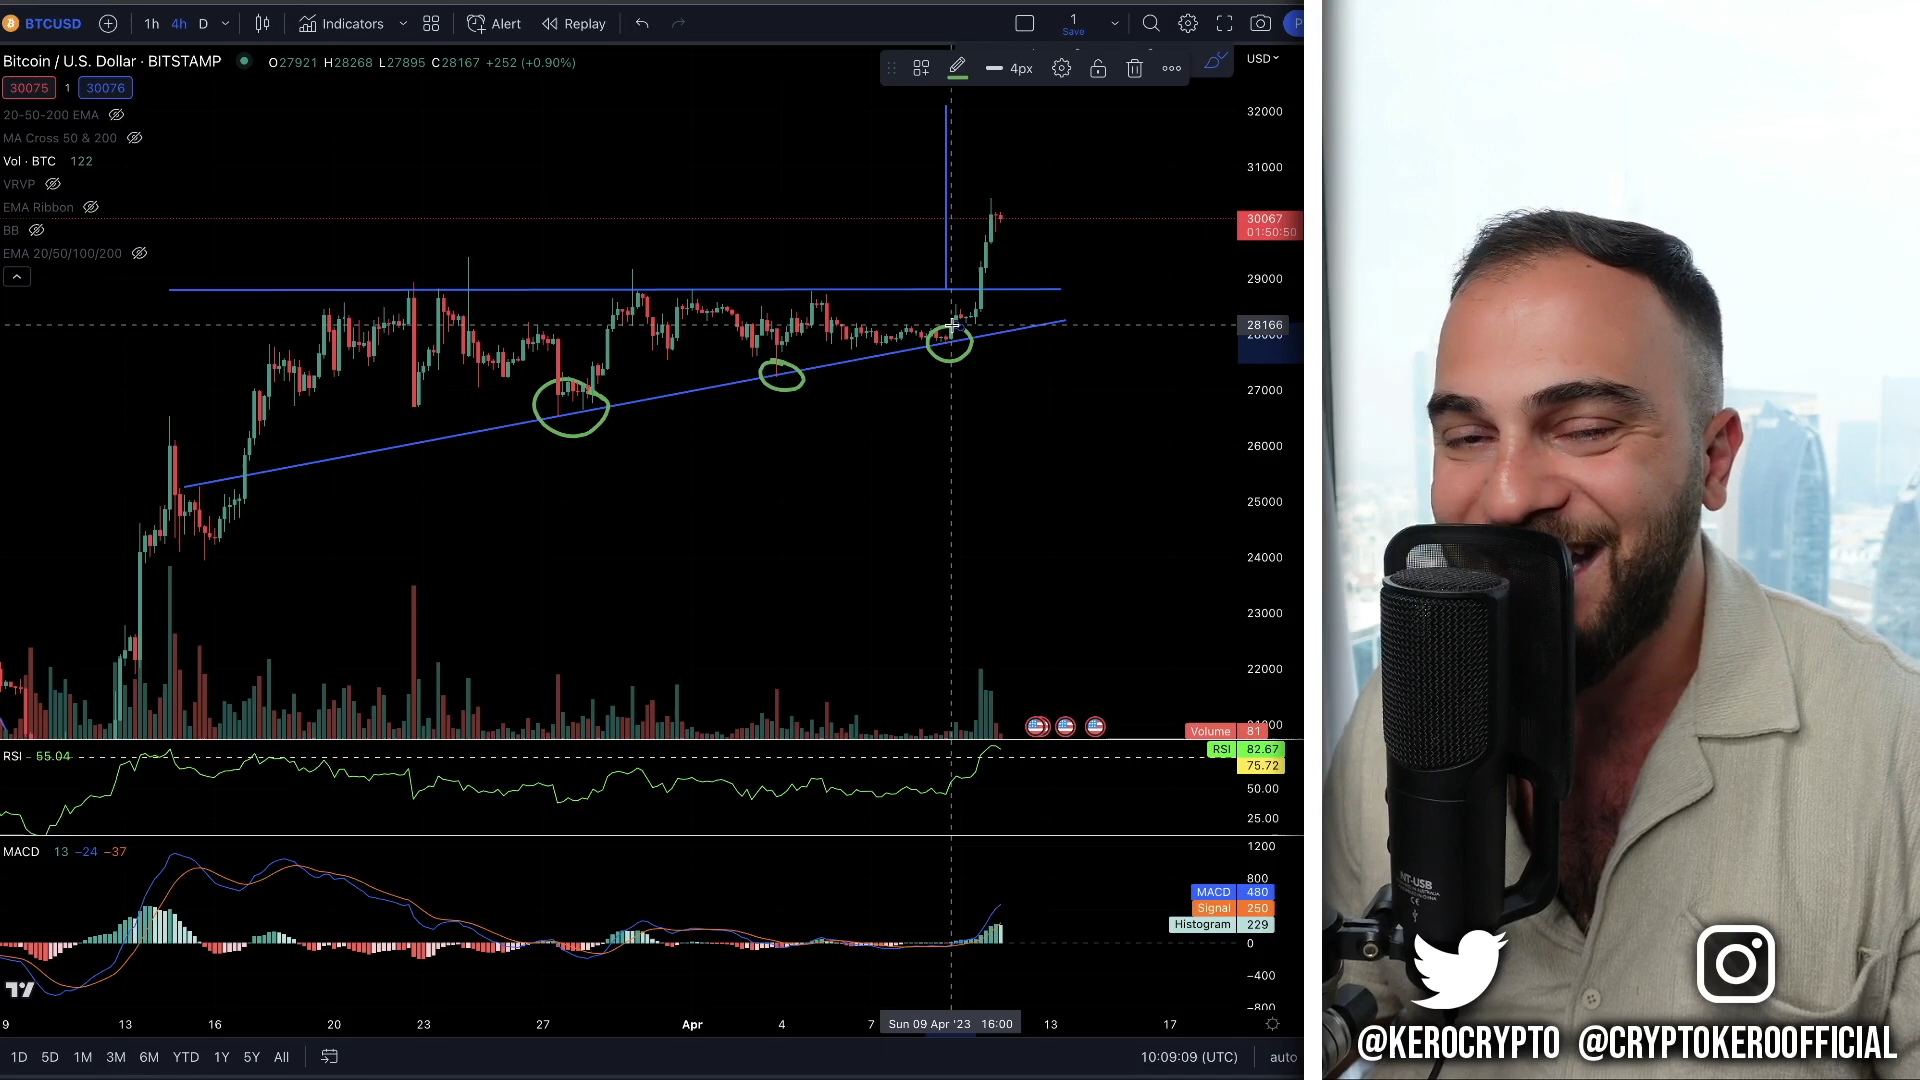 BTCUSD 1h 4h D Indicators Alert Replay 1 Save P
Bitcoin / U.S. Dollar · BITSTAMP O27921 H28268 L27895 C28167 +252 (+0.90%) 4px USD
30075 1 30076
20-50-200 EMA
MA Cross 50 & 200
Vol · BTC 122
VRVP
EMA Ribbon
BB
EMA 20/50/100/200
32000
31000
30067
01:50:50
29000
28166
28000
27000
26000
25000
24000
23000
22000
21000
Volume 81
RSI 55.04 RSI 82.67
75.72
50.00
25.00
MACD 13 −24 −37 1200
800
MACD 480
Signal 250
Histogram 229
0
−400
−800
9 13 16 20 23 27 Apr 4 7 Sun 09 Apr '23 16:00 13 17
1D 5D 1M 3M 6M YTD 1Y 5Y All 10:09:09 (UTC) auto
NT-USB
@KEROCRYPTO @CRYPTOKEROOFFICIAL